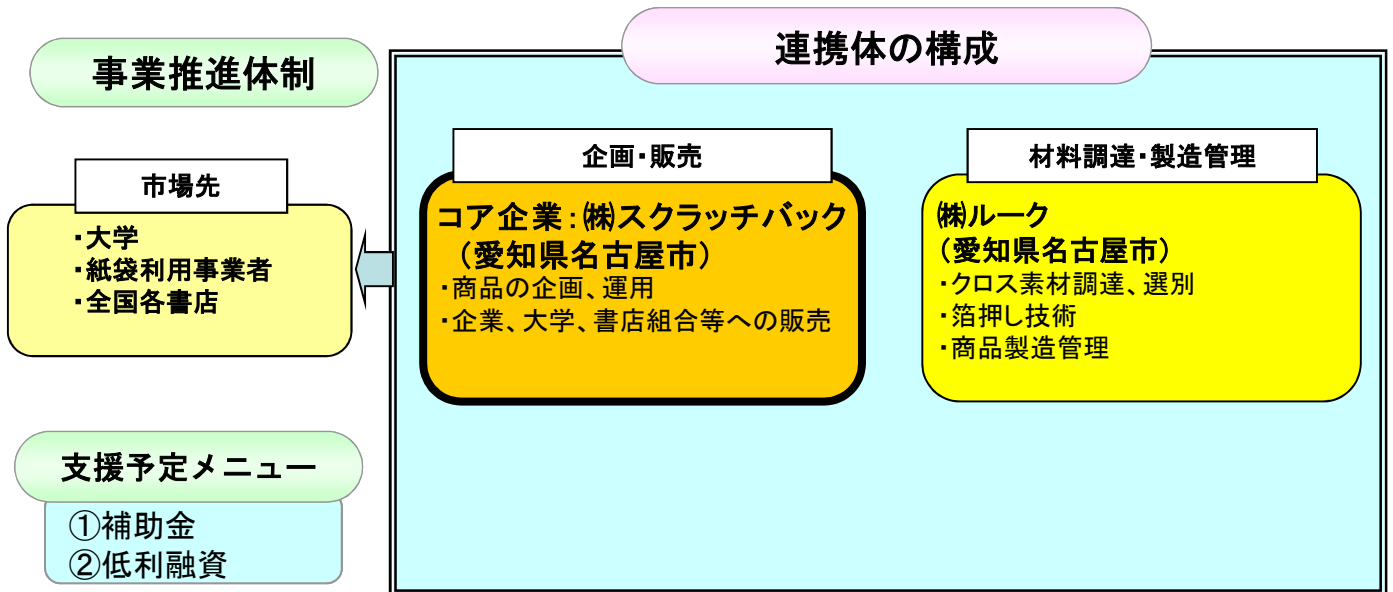 連携体の構成
事業推進体制
市場先
・大学
・紙袋利用事業者
・全国各書店
企画・販売
コア企業：㈱スクラッチバック
（愛知県名古屋市）
・商品の企画、運用
・企業、大学、書店組合等への販売
材料調達・製造管理
㈱ルーク
（愛知県名古屋市）
・クロス素材調達、選別
・箔押し技術
・商品製造管理
支援予定メニュー
①補助金
②低利融資